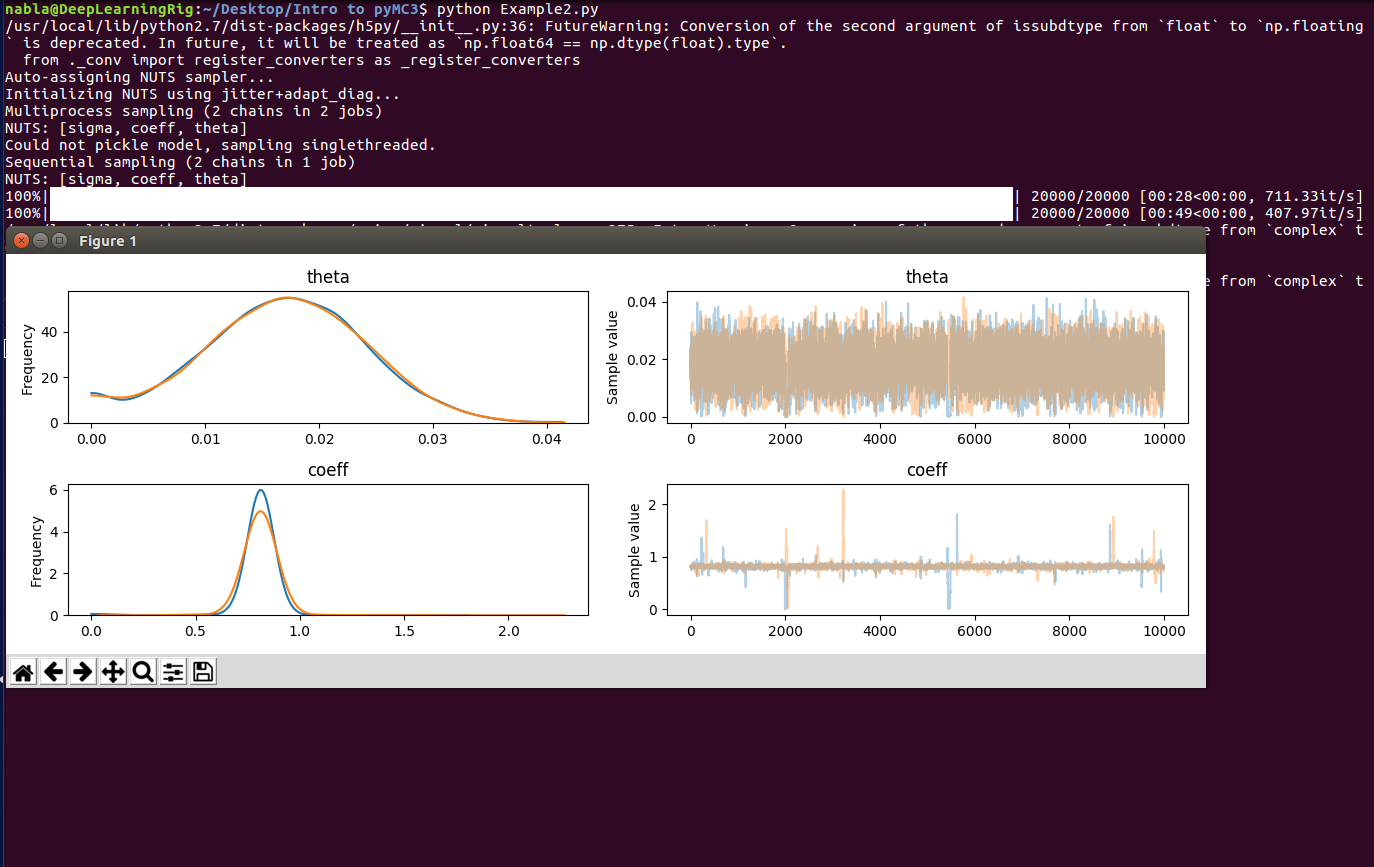 nabla@DeepLearningRig:~/Desktop/Intro to pyMC3$ python Example2.py
/usr/local/lib/python2.7/dist-packages/h5py/__init__.py:36: FutureWarning: Conversion of the second argument of issubdtype from `float` to `np.floating
` is deprecated. In future, it will be treated as `np.float64 == np.dtype(float).type`.
from ._conv import register_converters as _register_converters
Auto-assigning NUTS sampler...
Initializing NUTS using jitter+adapt_diag...
Multiprocess sampling (2 chains in 2 jobs)
NUTS: [sigma, coeff, theta]
Could not pickle model, sampling singlethreaded.
Sequential sampling (2 chains in 1 job)
NUTS: [sigma, coeff, theta]
100%| | 20000/20000 [00:28<00:00, 711.33it/s]
100%| | 20000/20000 [00:49<00:00, 407.97it/s]
from `complex` t
Figure 1
from `complex` t
theta
Frequency
40
20
0
0.00 0.01 0.02 0.03 0.04
theta
Sample value
0.04
0.02
0.00
0 2000 4000 6000 8000 10000
coeff
Frequency
6
4
2
0
0.0 0.5 1.0 1.5 2.0
coeff
Sample value
2
1
0
0 2000 4000 6000 8000 10000